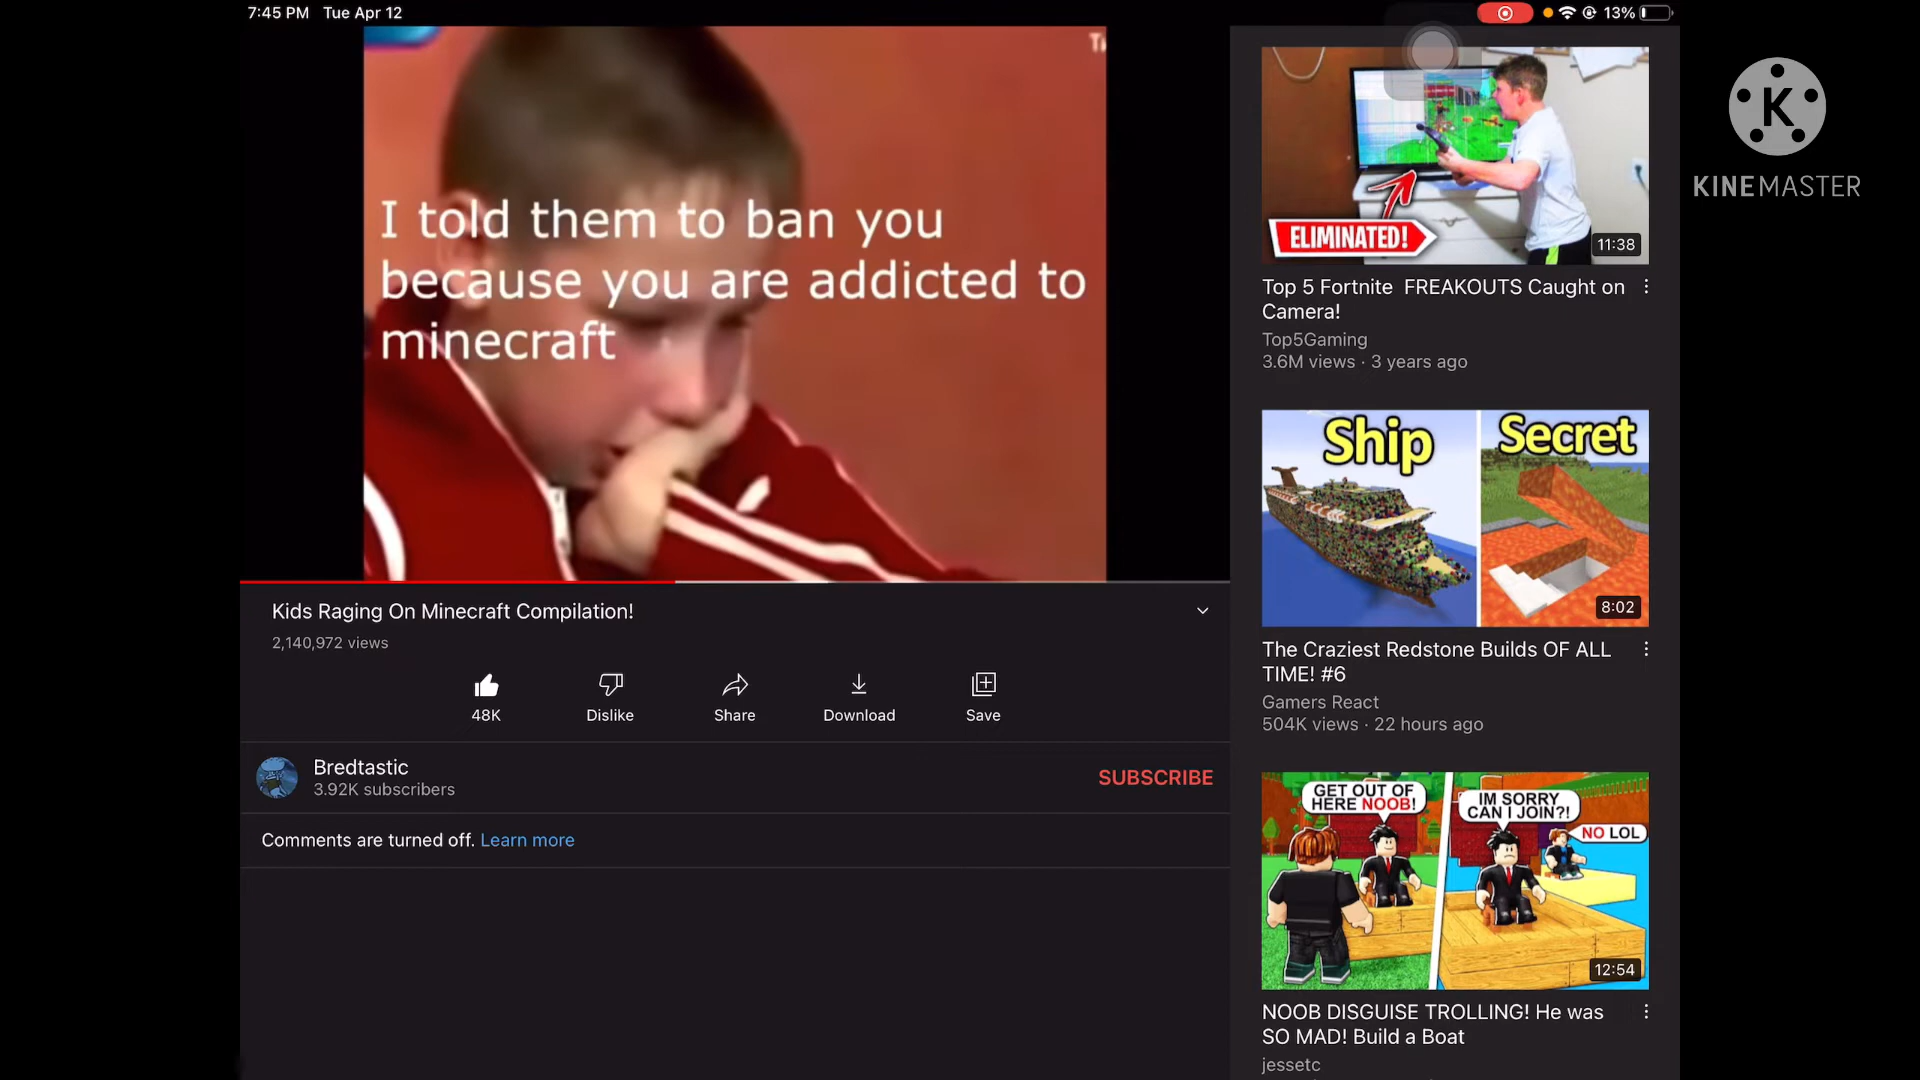 7:45 PM Tue Apr 12
13%
I told them to ban you
because you are addicted to
minecraft
Kids Raging On Minecraft Compilation!
2,140,972 views
48K
Dislike
Share
Download
Save
Bredtastic
3.92K subscribers
SUBSCRIBE
Comments are turned off. Learn more
ELIMINATED!
11:38
Top 5 Fortnite FREAKOUTS Caught on
Camera!
Top5Gaming
3.6M views · 3 years ago
Ship
Secret
8:02
The Craziest Redstone Builds OF ALL
TIME! #6
Gamers React
504K views · 22 hours ago
GET OUT OF
HERE NOOB!
IM SORRY
CAN I JOIN?!
NO LOL
12:54
NOOB DISGUISE TROLLING! He was
SO MAD! Build a Boat
jessetc
K
KINEMASTER